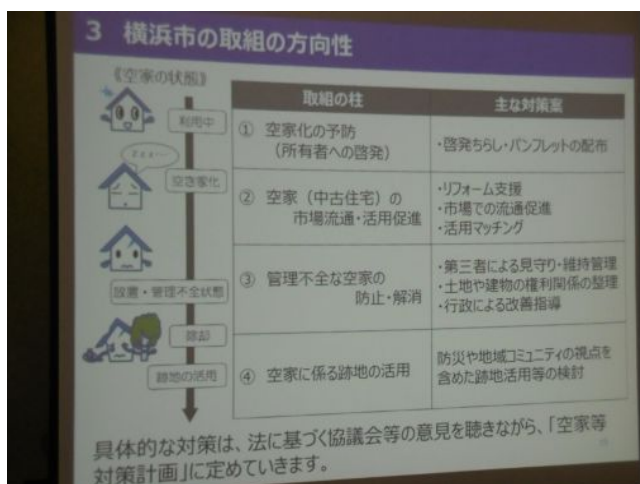 3 横浜市の取組の方向性
《空家の状態》
利用中
Zzz…
空き家化
放置・管理不全状態
除却
跡地の活用
取組の柱
主な対策案
① 空家化の予防
(所有者への啓発)
・啓発ちらし・パンフレットの配布
② 空家(中古住宅)の
市場流通・活用促進
・リフォーム支援
・市場での流通促進
・活用マッチング
③ 管理不全な空家の
防止・解消
・第三者による見守り・維持管理
・土地や建物の権利関係の整理
・行政による改善指導
④ 空家に係る跡地の活用
防災や地域コミュニティの視点を
含めた跡地活用等の検討
具体的な対策は、法に基づく協議会等の意見を聴きながら、「空家等
対策計画」に定めていきます。